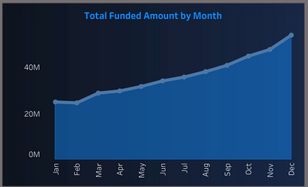 Total Funded Amount by Month
40M
20M
0M
Jan Feb Mar Apr May Jun Jul Aug Sep Oct Nov Dec